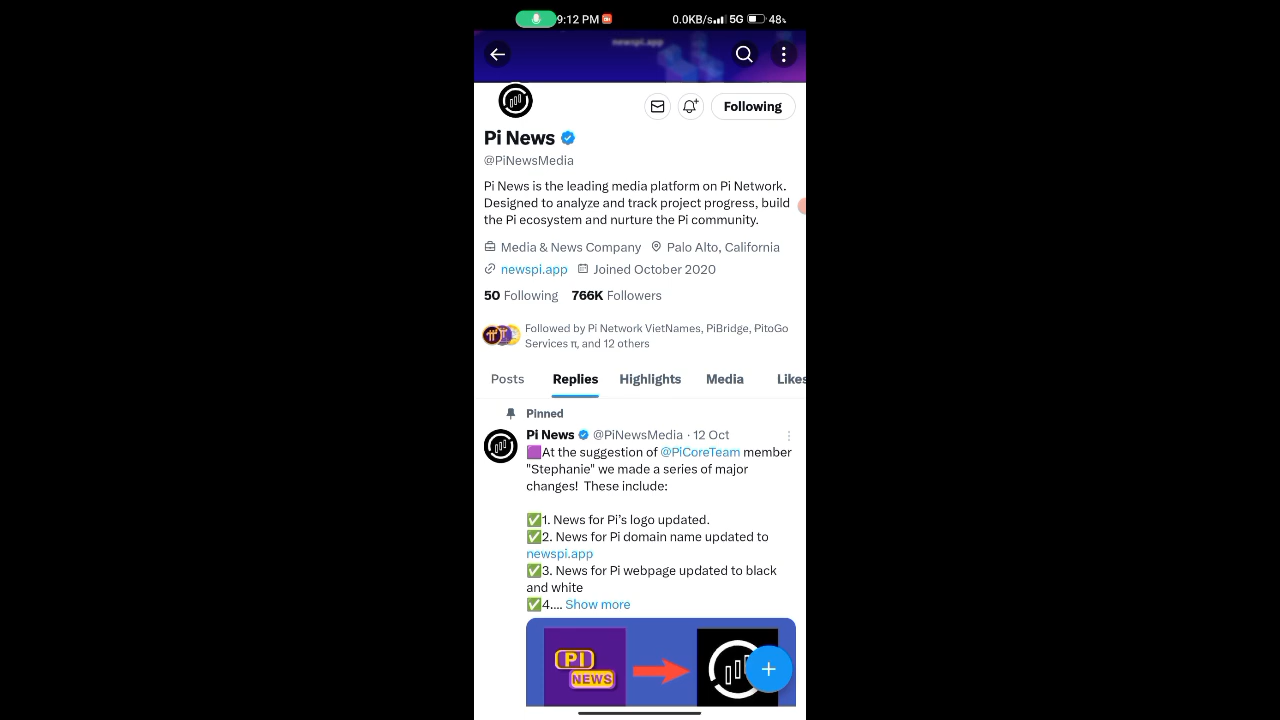 9:12 PM 0.0KB/s 5G 48%
newspi.app
Following
Pi News
@PiNewsMedia
Pi News is the leading media platform on Pi Network.
Designed to analyze and track project progress, build
the Pi ecosystem and nurture the Pi community.
Media & News Company Palo Alto, California
newspi.app Joined October 2020
50 Following 766K Followers
Followed by Pi Network VietNames, PiBridge, PitoGo
Services π, and 12 others
Posts Replies Highlights Media Likes
Pinned
Pi News @PiNewsMedia · 12 Oct
🟪At the suggestion of @PiCoreTeam member
"Stephanie" we made a series of major
changes! These include:
✅1. News for Pi’s logo updated.
✅2. News for Pi domain name updated to
newspi.app
✅3. News for Pi webpage updated to black
and white
✅4.... Show more
PI
NEWS